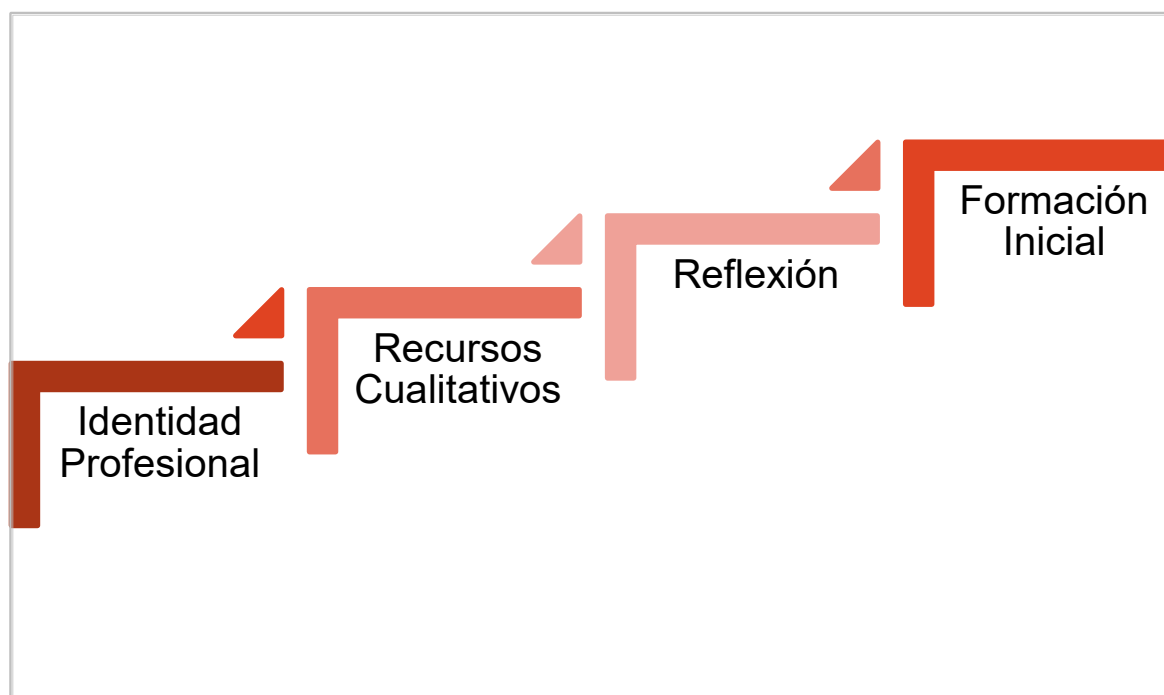 Identidad
Profesional
Recursos
Cualitativos
Reflexión
Formación
Inicial